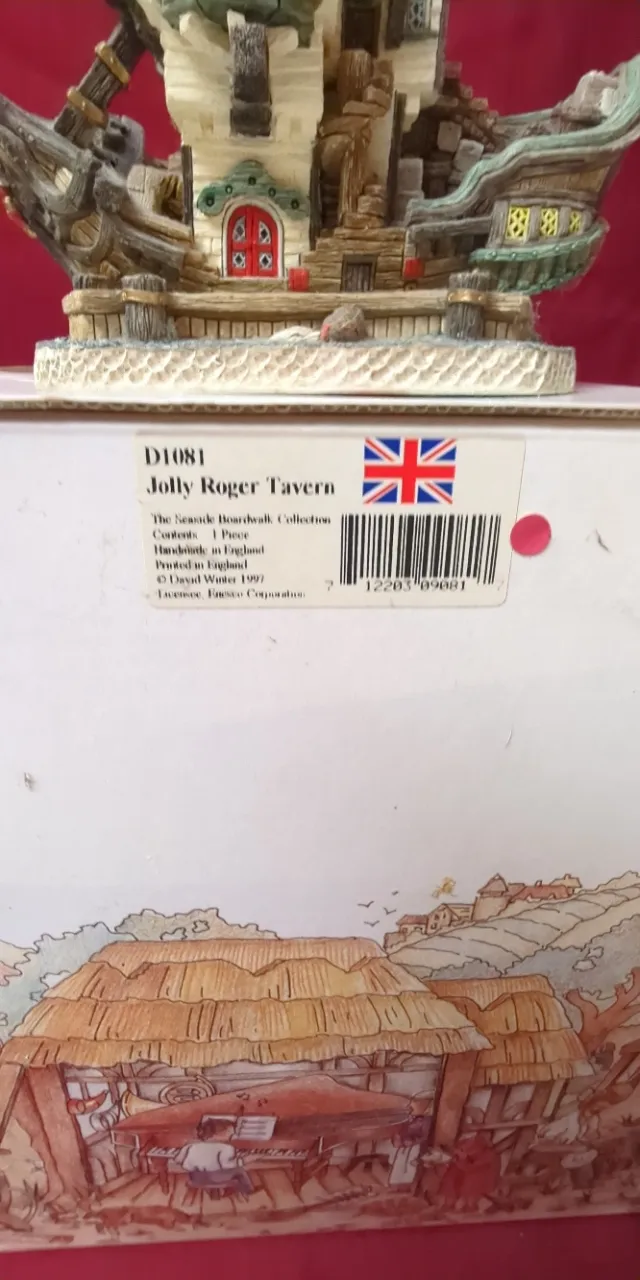 D1081
Jolly Roger Tavern
The Seaside Boardwalk Collection
Contents 1 Piece
Handmade in England
Printed in England
© David Winter 1997
Licensee, Enesco Corporation
7 12203 09081 7